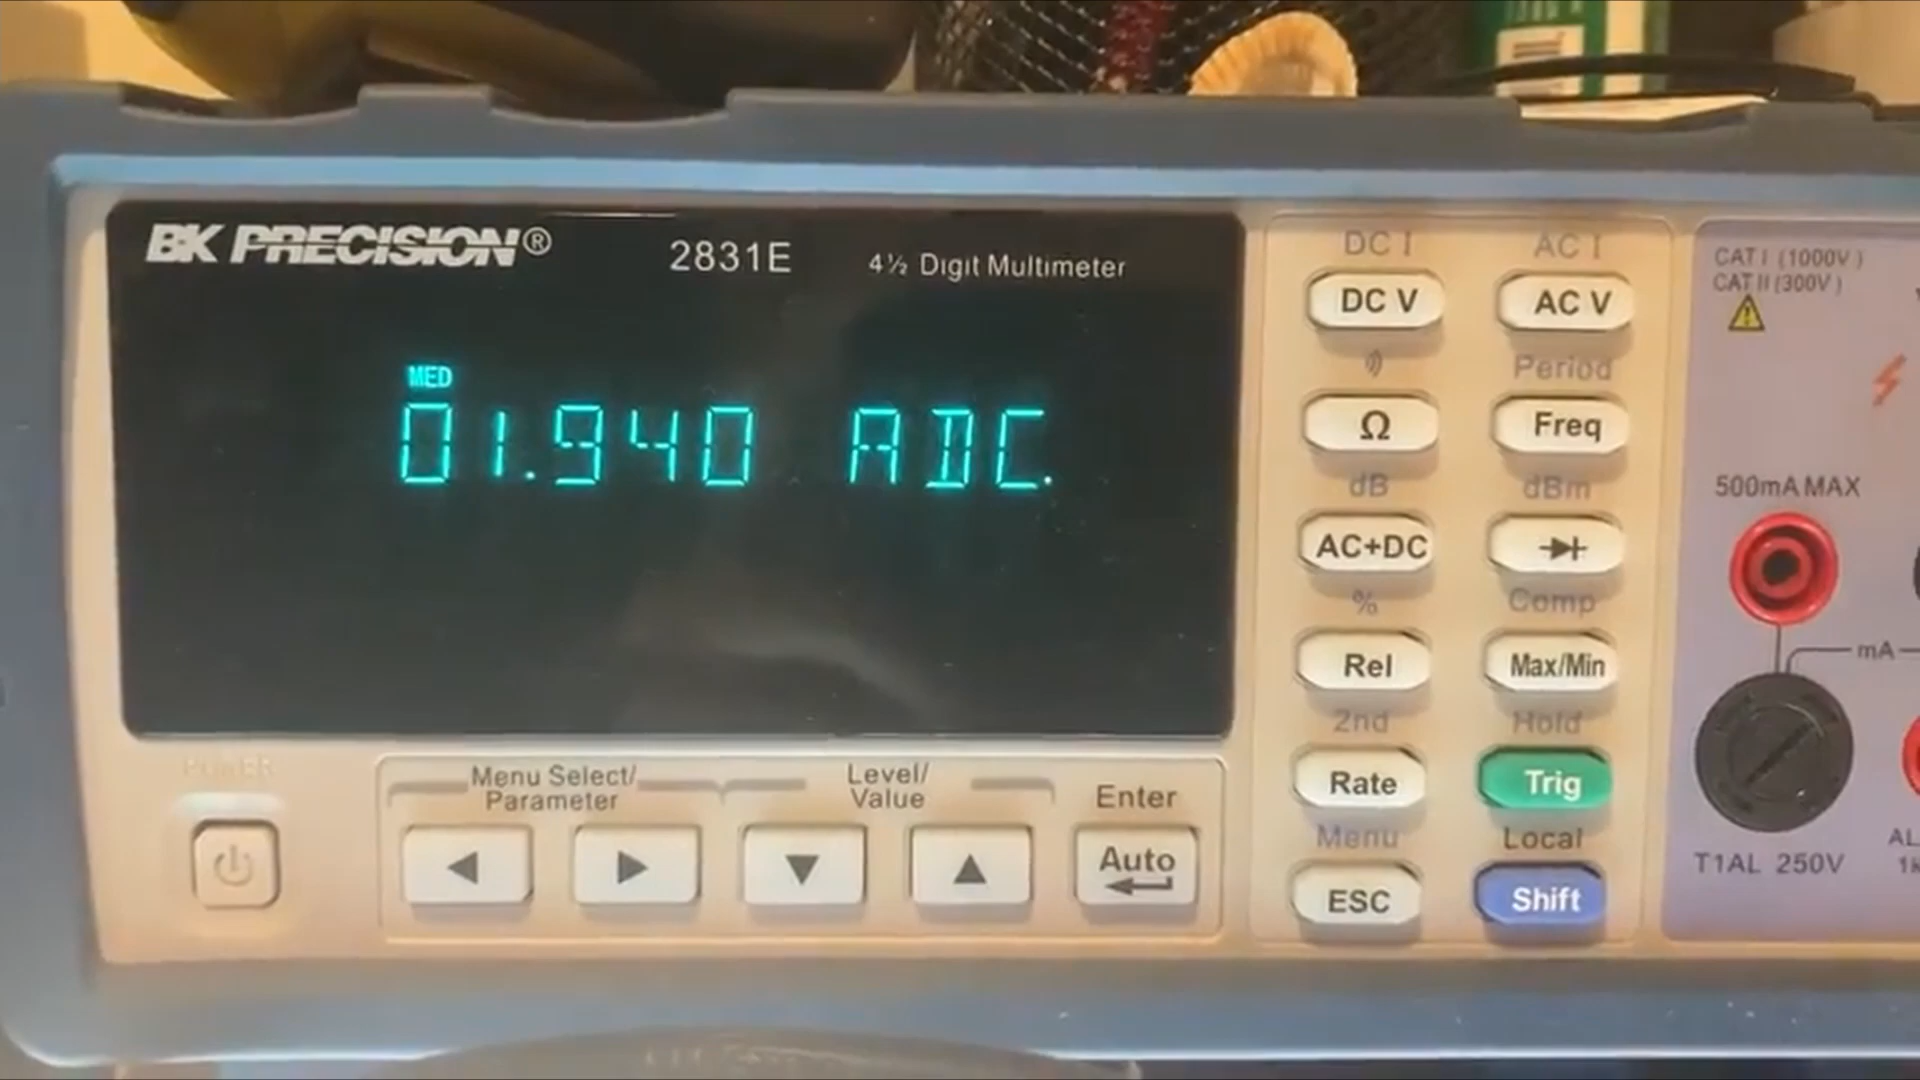 BK PRECISION® 2831E 4½ Digit Multimeter
MED
01.940 ADC.
POWER
Menu Select/
Parameter
Level/
Value
Enter
Auto
DC I AC I
DC V AC V
Period
Ω Freq
dB dBm
AC+DC
% Comp
Rel Max/Min
2nd Hold
Rate Trig
Menu Local
ESC Shift
CAT I (1000V)
CAT II (300V)
500mA MAX
mA
T1AL 250V